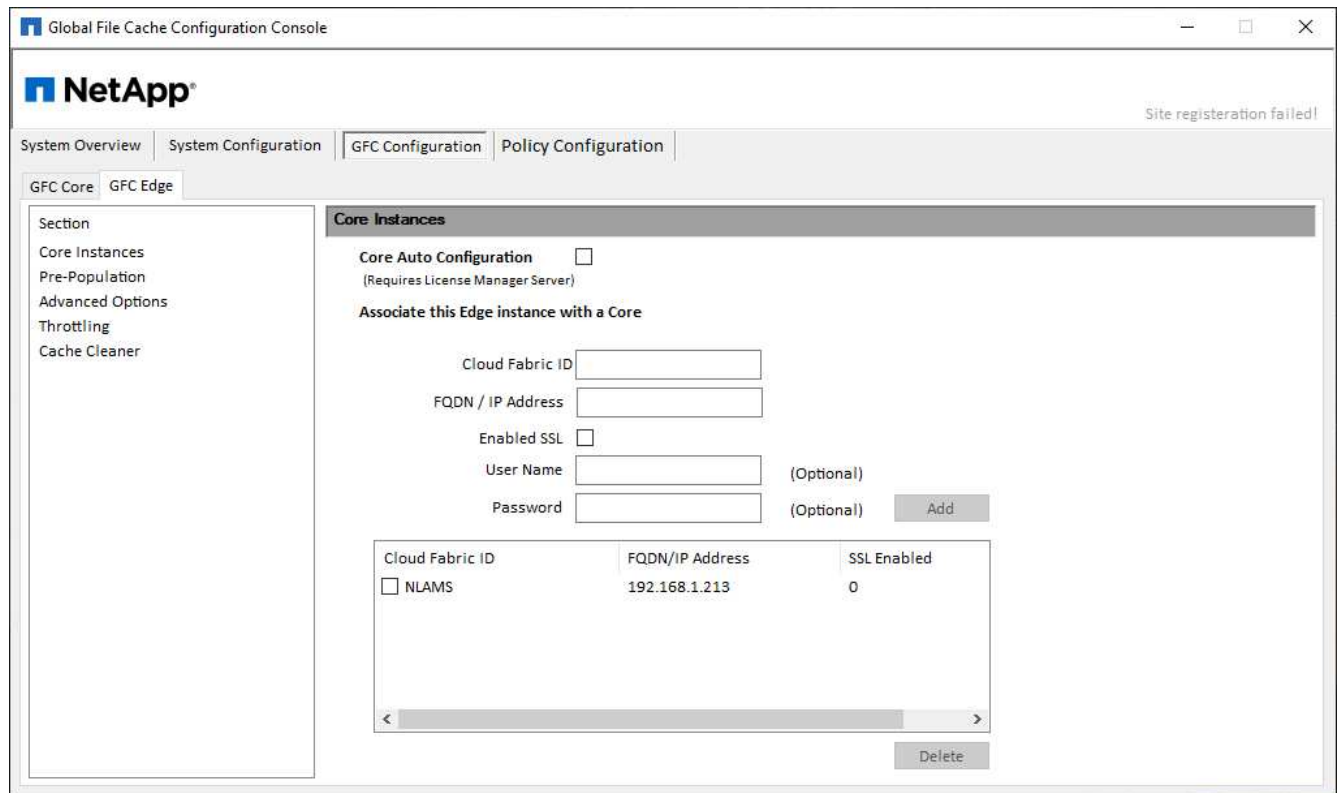 Global File Cache Configuration Console
NetApp®
Site registeration failed!
System Overview System Configuration GFC Configuration Policy Configuration
GFC Core GFC Edge
Section
Core Instances
Pre-Population
Advanced Options
Throttling
Cache Cleaner
Core Instances
Core Auto Configuration
(Requires License Manager Server)
Associate this Edge instance with a Core
Cloud Fabric ID
FQDN / IP Address
Enabled SSL
User Name (Optional)
Password (Optional) Add
Cloud Fabric ID FQDN/IP Address SSL Enabled
NLAMS 192.168.1.213 0
Delete